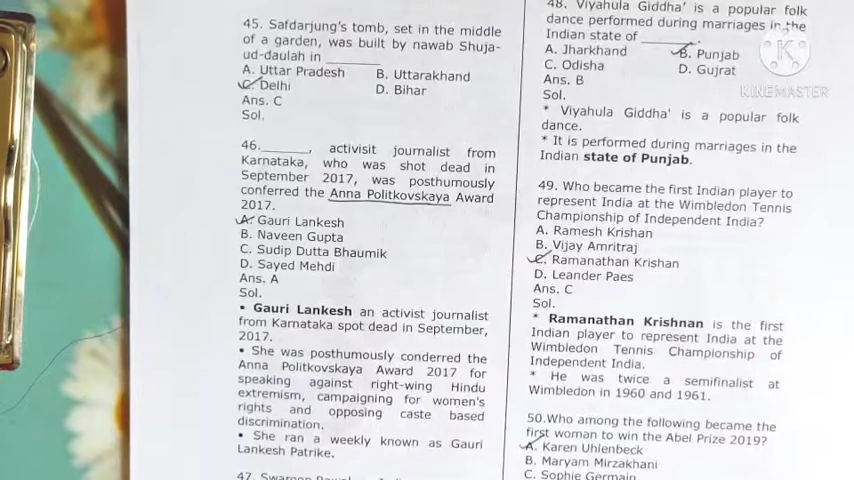 45. Safdarjung's tomb, set in the middle
of a garden, was built by nawab Shuja-
ud-daulah in ________
A. Uttar Pradesh B. Uttarakhand
C. Delhi D. Bihar
Ans. C
Sol.
46.______, activisit journalist from
Karnataka, who was shot dead in
September 2017, was posthumously
conferred the Anna Politkovskaya Award
2017.
A. Gauri Lankesh
B. Naveen Gupta
C. Sudip Dutta Bhaumik
D. Sayed Mehdi
Ans. A
Sol.
• Gauri Lankesh an activist journalist
from Karnataka spot dead in September,
2017.
• She was posthumously conderred the
Anna Politkovskaya Award 2017 for
speaking against right-wing Hindu
extremism, campaigning for women's
rights and opposing caste based
discrimination.
• She ran a weekly known as Gauri
Lankesh Patrike.
47.
48. Viyahula Giddha' is a popular folk
dance performed during marriages in the
Indian state of ________.
A. Jharkhand B. Punjab
C. Odisha D. Gujrat
Ans. B
Sol.
* Viyahula Giddha' is a popular folk
dance.
* It is performed during marriages in the
Indian state of Punjab.
49. Who became the first Indian player to
represent India at the Wimbledon Tennis
Championship of Independent India?
A. Ramesh Krishan
B. Vijay Amritraj
C. Ramanathan Krishan
D. Leander Paes
Ans. C
Sol.
* Ramanathan Krishnan is the first
Indian player to represent India at the
Wimbledon Tennis Championship of
Independent India.
* He was twice a semifinalist at
Wimbledon in 1960 and 1961.
50.Who among the following became the
first woman to win the Abel Prize 2019?
A. Karen Uhlenbeck
B. Maryam Mirzakhani
C. Sophie Germain
KINEMASTER